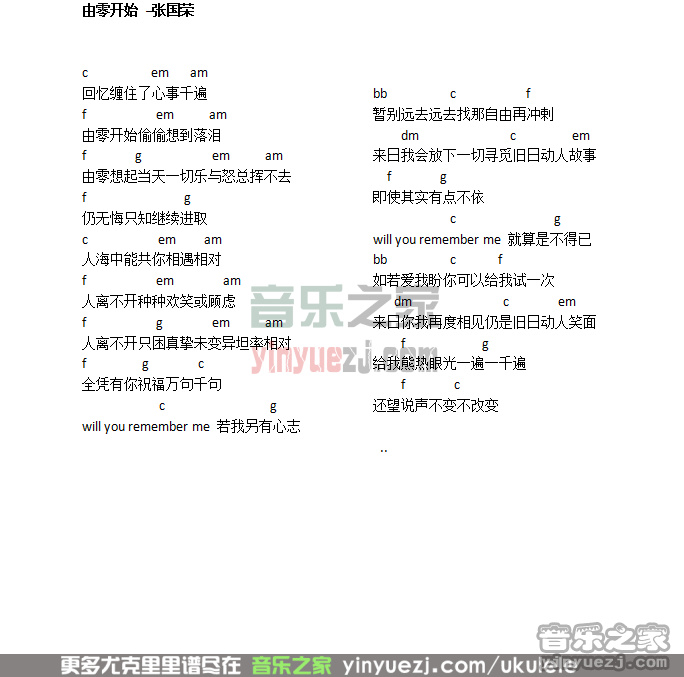 由零开始 -张国荣
c em am
回忆缠住了心事千遍
f em am
由零开始偷偷想到落泪
f g em am
由零想起当天一切乐与怒总挥不去
f g
仍无悔只知继续进取
c em am
人海中能共你相遇相对
f em am
人离不开种种欢笑或顾虑
f g em am
人离不开只因真挚未变异坦率相对
f g c
全凭有你祝福万句千句
c g
will you remember me 若我另有心志
bb c f
暂别远去远去找那自由再冲刺
dm c em
来日我会放下一切寻觅旧日动人故事
f g
即使其实有点不依
c g
will you remember me 就算是不得已
bb c f
如若爱我盼你可以给我试一次
dm c em
来日你我再度相见仍是旧日动人笑面
f g
给我熊热眼光一遍一千遍
f c
还望说声不变不改变
..
音乐之家
yinyuezj.com
音乐之家
yinyuezj.com
更多尤克里里谱尽在 音乐之家 yinyuezj.com/ukulele